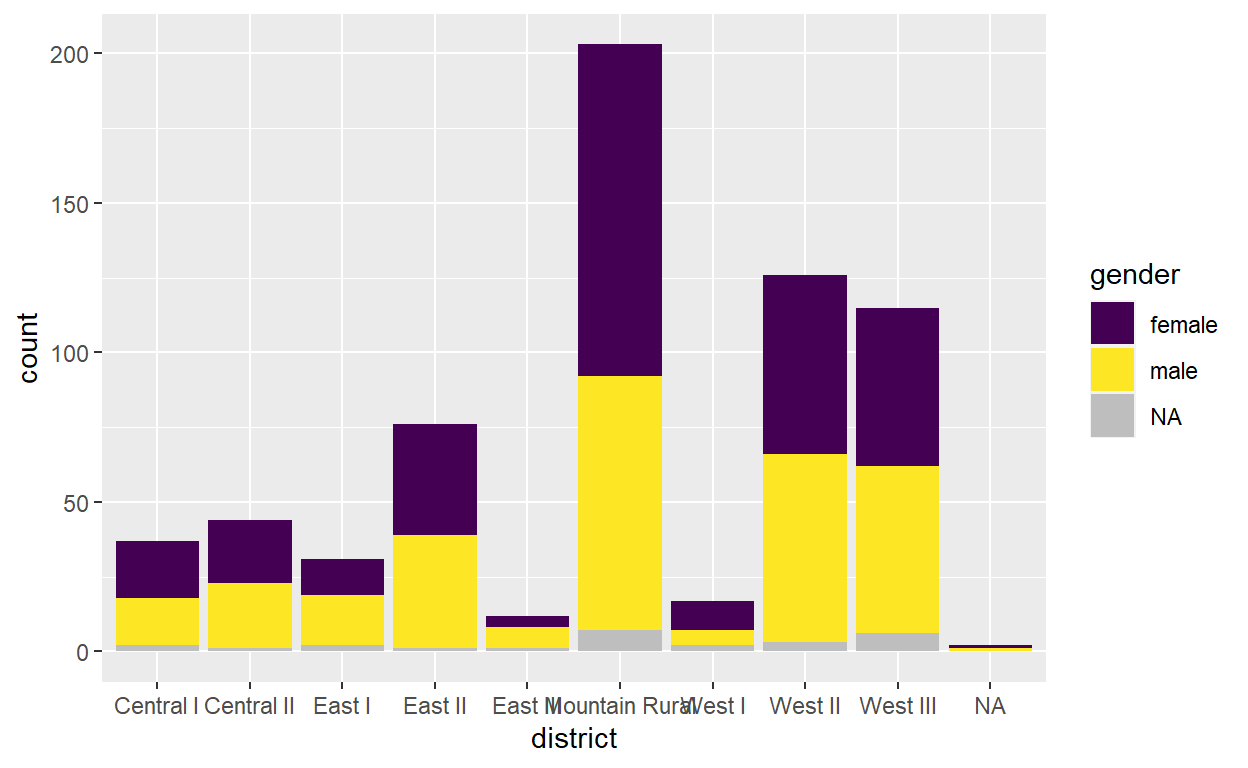 200
150
100
50
0
count
Central I Central II East I East II East Mountain Rural West I West II West III NA
district
gender
female
male
NA